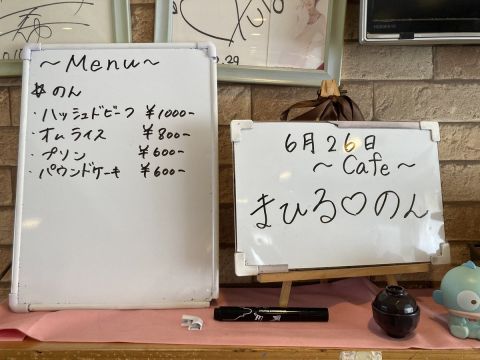 ~Menu~
# のん
・ハッシュドビーフ ¥1000-
・オムライス ¥800-
・プリン ¥600-
・パウンドケーキ ¥600-
6月26日
~Cafe~
まひる♡のん